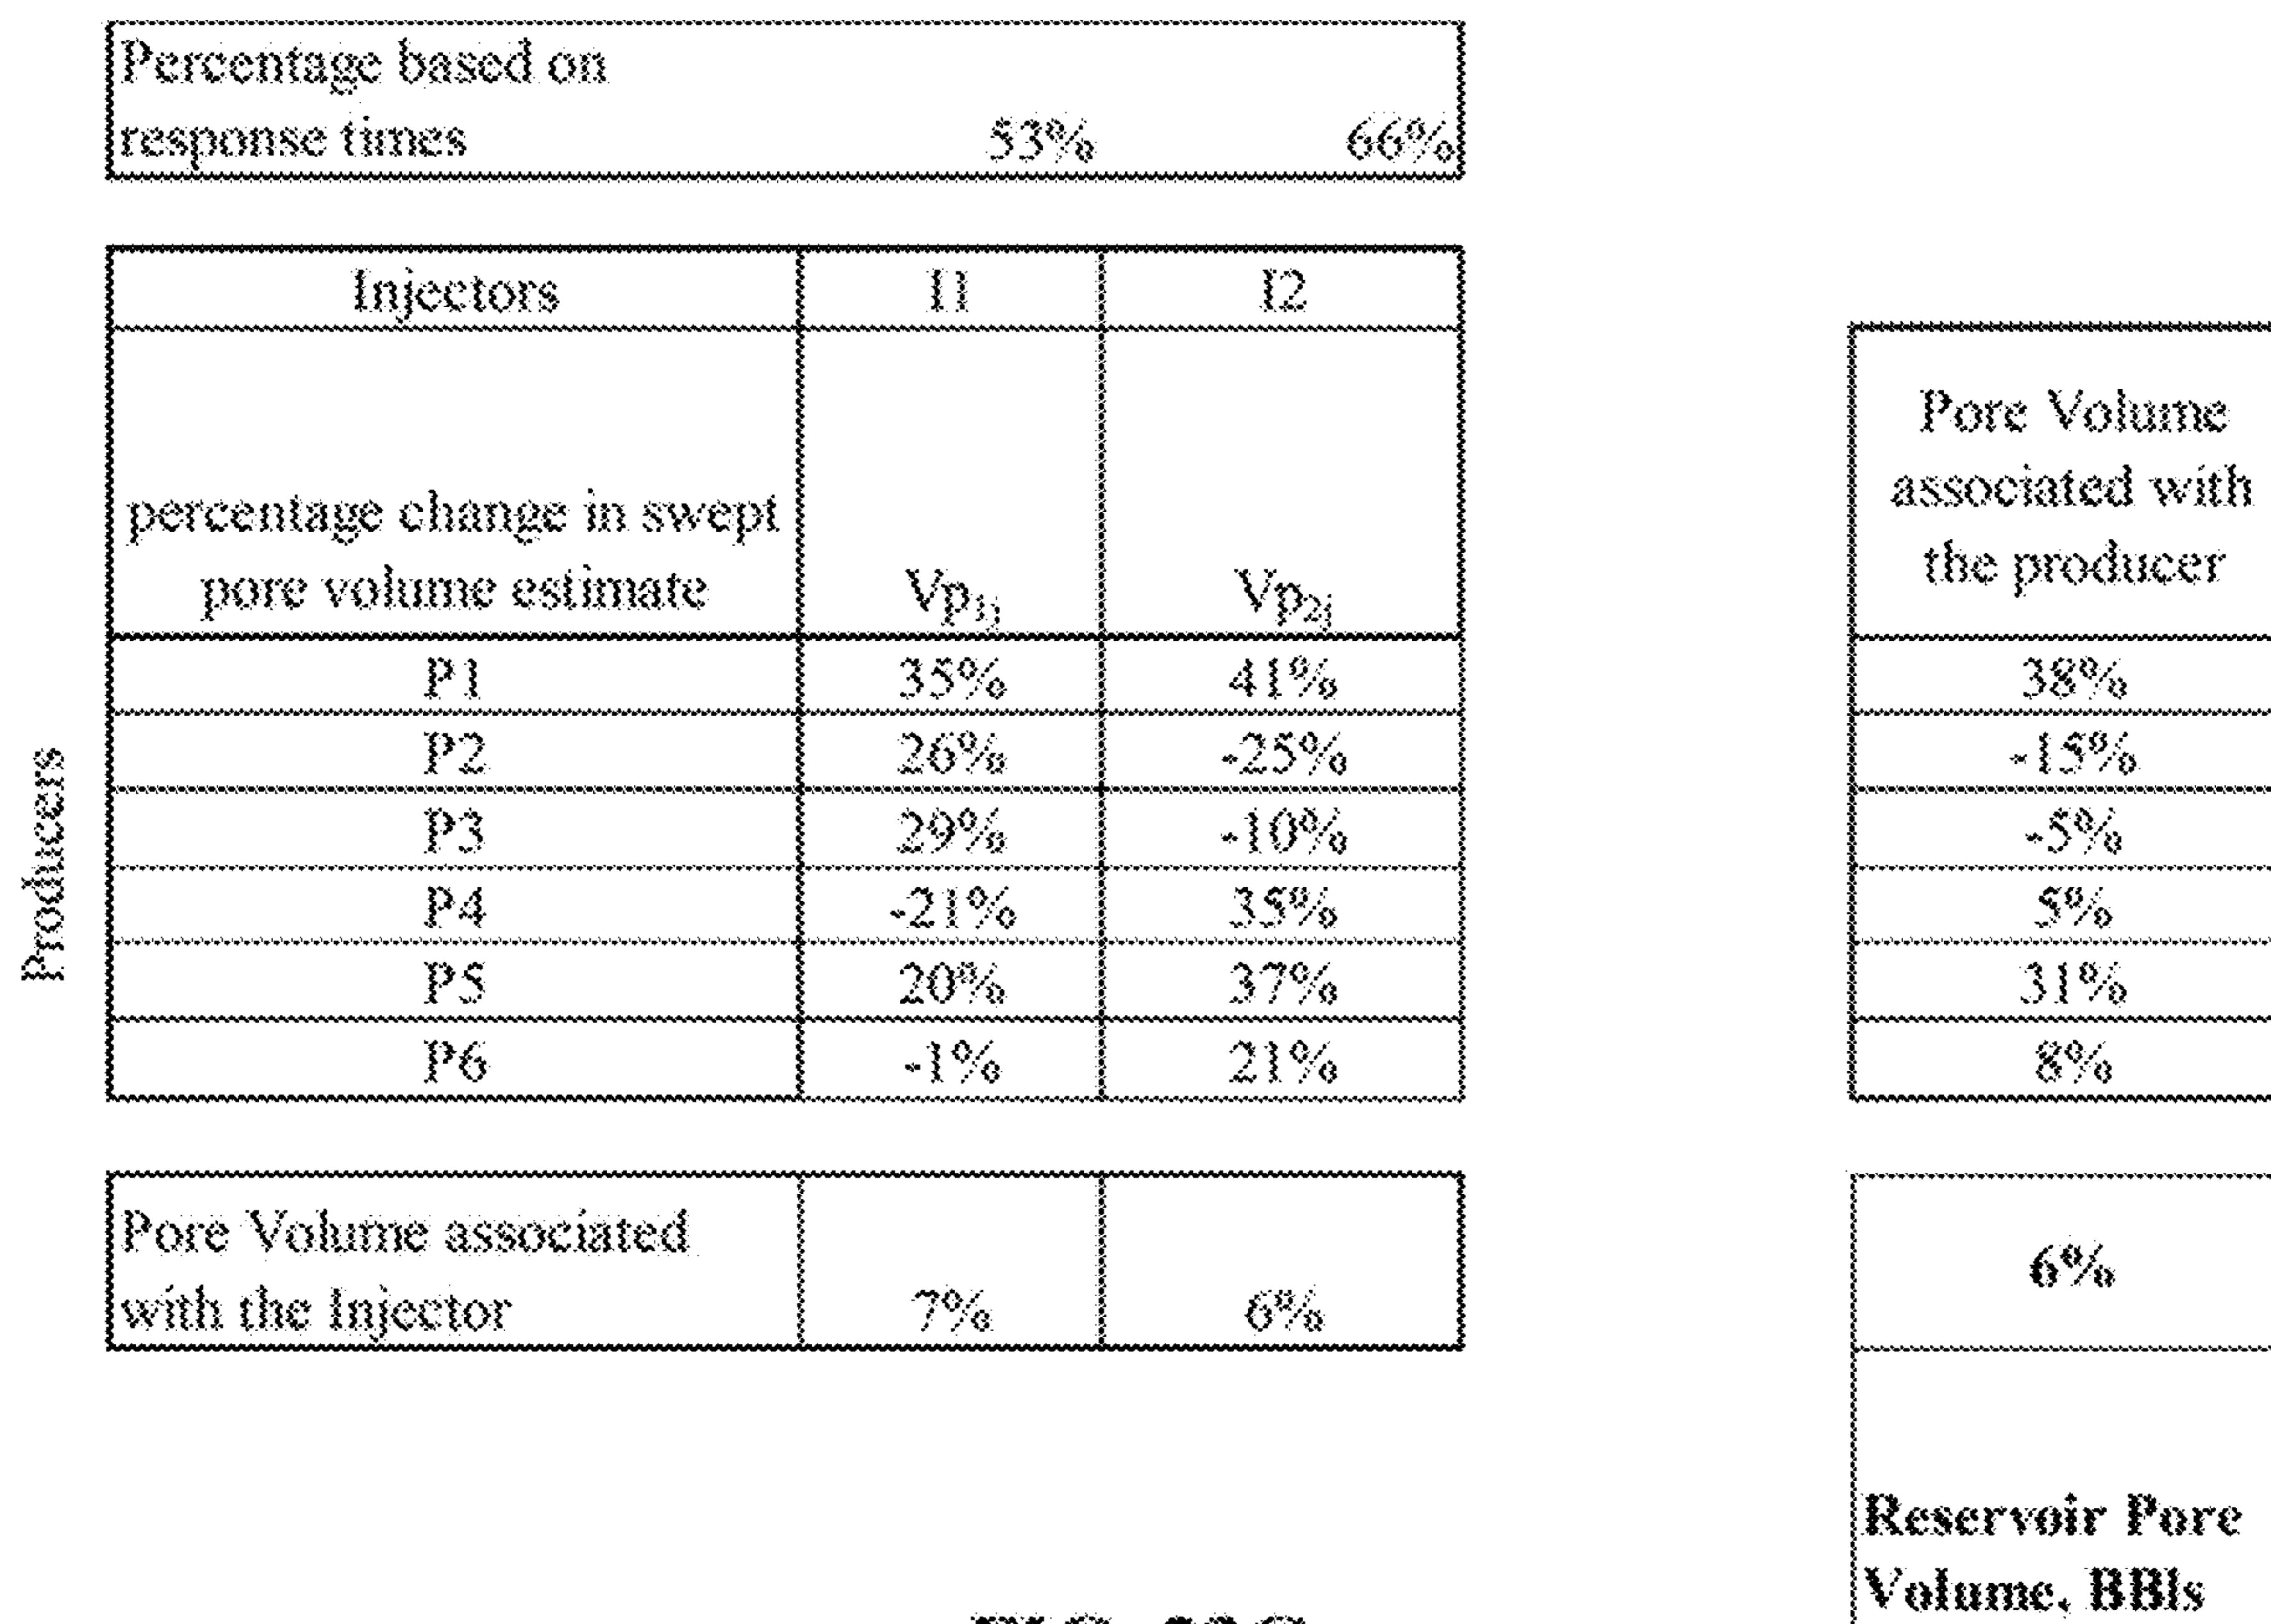 Percentage based on
response times 53% 66%
Injectors I1 I2
percentage change in swept
pore volume estimate Vp1j Vp2j
Pore Volume
associated with
the producer
Producers
P1 35% 41% 38%
P2 26% -25% -15%
P3 29% -10% -5%
P4 -21% 35% 5%
P5 20% 37% 31%
P6 -1% 21% 8%
Pore Volume associated
with the Injector 7% 6%
6%
Reservoir Pore
Volume, BBls